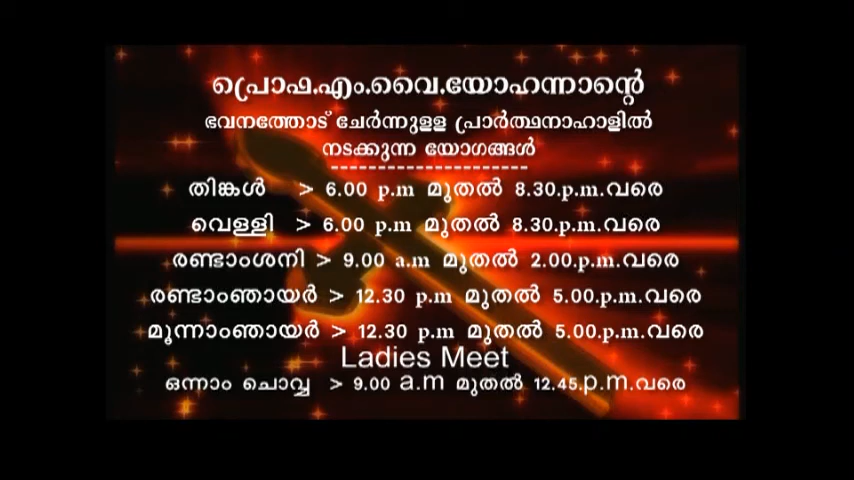 പ്രൊഫ.എം.വൈ.യോഹന്നാന്റെ
ഭവനത്തോട് ചേർന്നുളള പ്രാർത്ഥനാഹാളിൽ
നടക്കുന്ന യോഗങ്ങൾ
---------------------
തിങ്കൾ > 6.00 p.m മുതൽ 8.30.p.m.വരെ
വെള്ളി > 6.00 p.m മുതൽ 8.30.p.m.വരെ
രണ്ടാംശനി > 9.00 a.m മുതൽ 2.00.p.m.വരെ
രണ്ടാംഞായർ > 12.30 p.m മുതൽ 5.00.p.m.വരെ
മൂന്നാംഞായർ > 12.30 p.m മുതൽ 5.00.p.m.വരെ
Ladies Meet
ഒന്നാം ചൊവ്വ > 9.00 a.m മുതൽ 12.45.p.m.വരെ